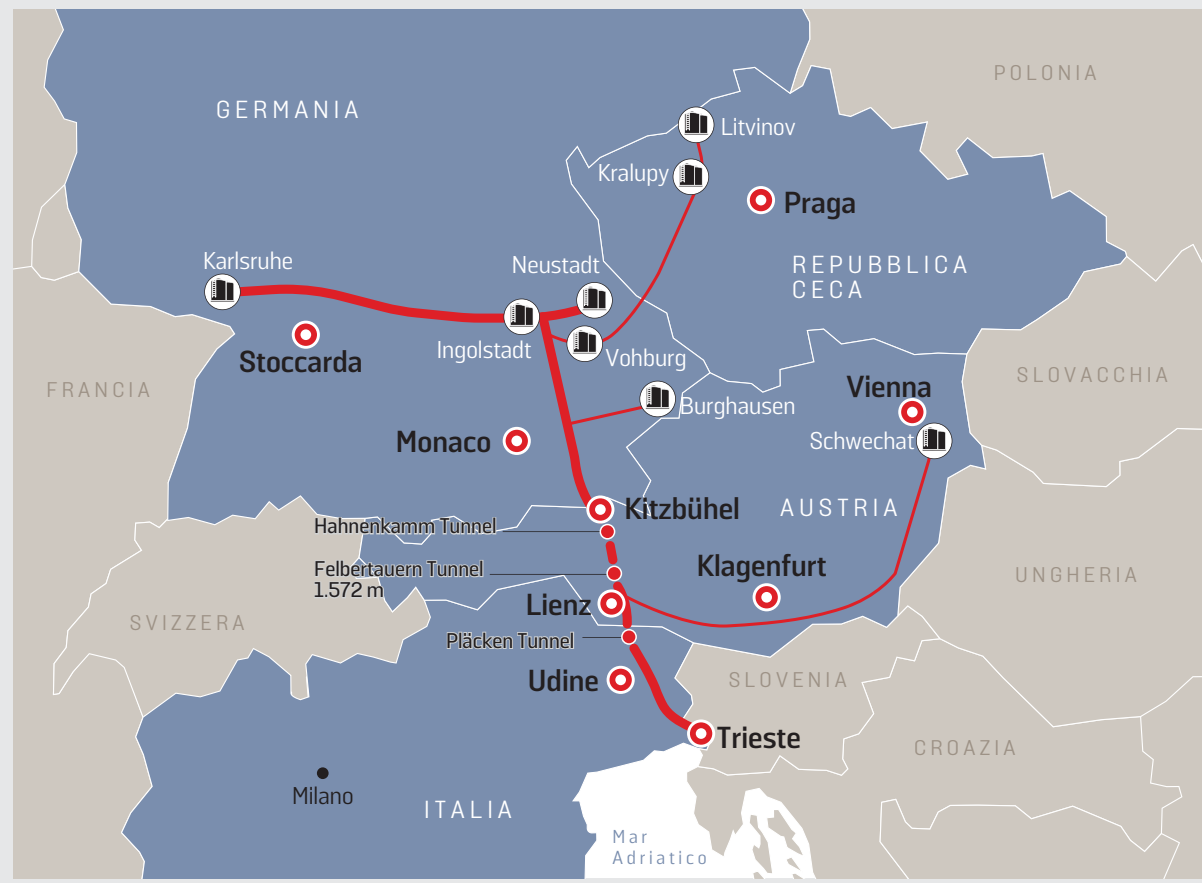 POLONIA
GERMANIA
Litvinov
Kralupy
Praga
Karlsruhe
Neustadt
REPUBBLICA
CECA
Ingolstadt
Vohburg
Stoccarda
FRANCIA
SLOVACCHIA
Vienna
Burghausen
Monaco
Schwechat
Kitzbühel
AUSTRIA
Hahnenkamm Tunnel
Felbertauern Tunnel
1.572 m
Klagenfurt
UNGHERIA
Lienz
SVIZZERA
Pläcken Tunnel
Udine
SLOVENIA
Trieste
CROAZIA
Milano
ITALIA
Mar
Adriatico